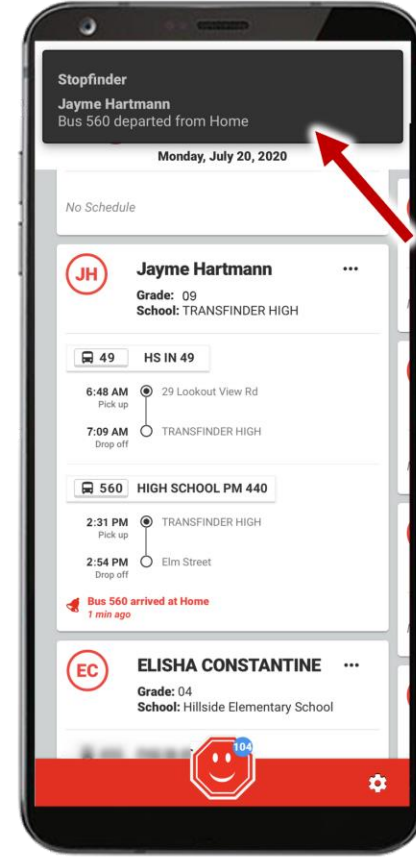 Stopfinder
Jayme Hartmann
Bus 560 departed from Home
Monday, July 20, 2020
No Schedule
JH
Jayme Hartmann
Grade: 09
School: TRANSFINDER HIGH
49 HS IN 49
6:48 AM 29 Lookout View Rd
Pick up
7:09 AM TRANSFINDER HIGH
Drop off
560 HIGH SCHOOL PM 440
2:31 PM TRANSFINDER HIGH
Pick up
2:54 PM Elm Street
Drop off
Bus 560 arrived at Home
1 min ago
EC
ELISHA CONSTANTINE
Grade: 04
School: Hillside Elementary School
104